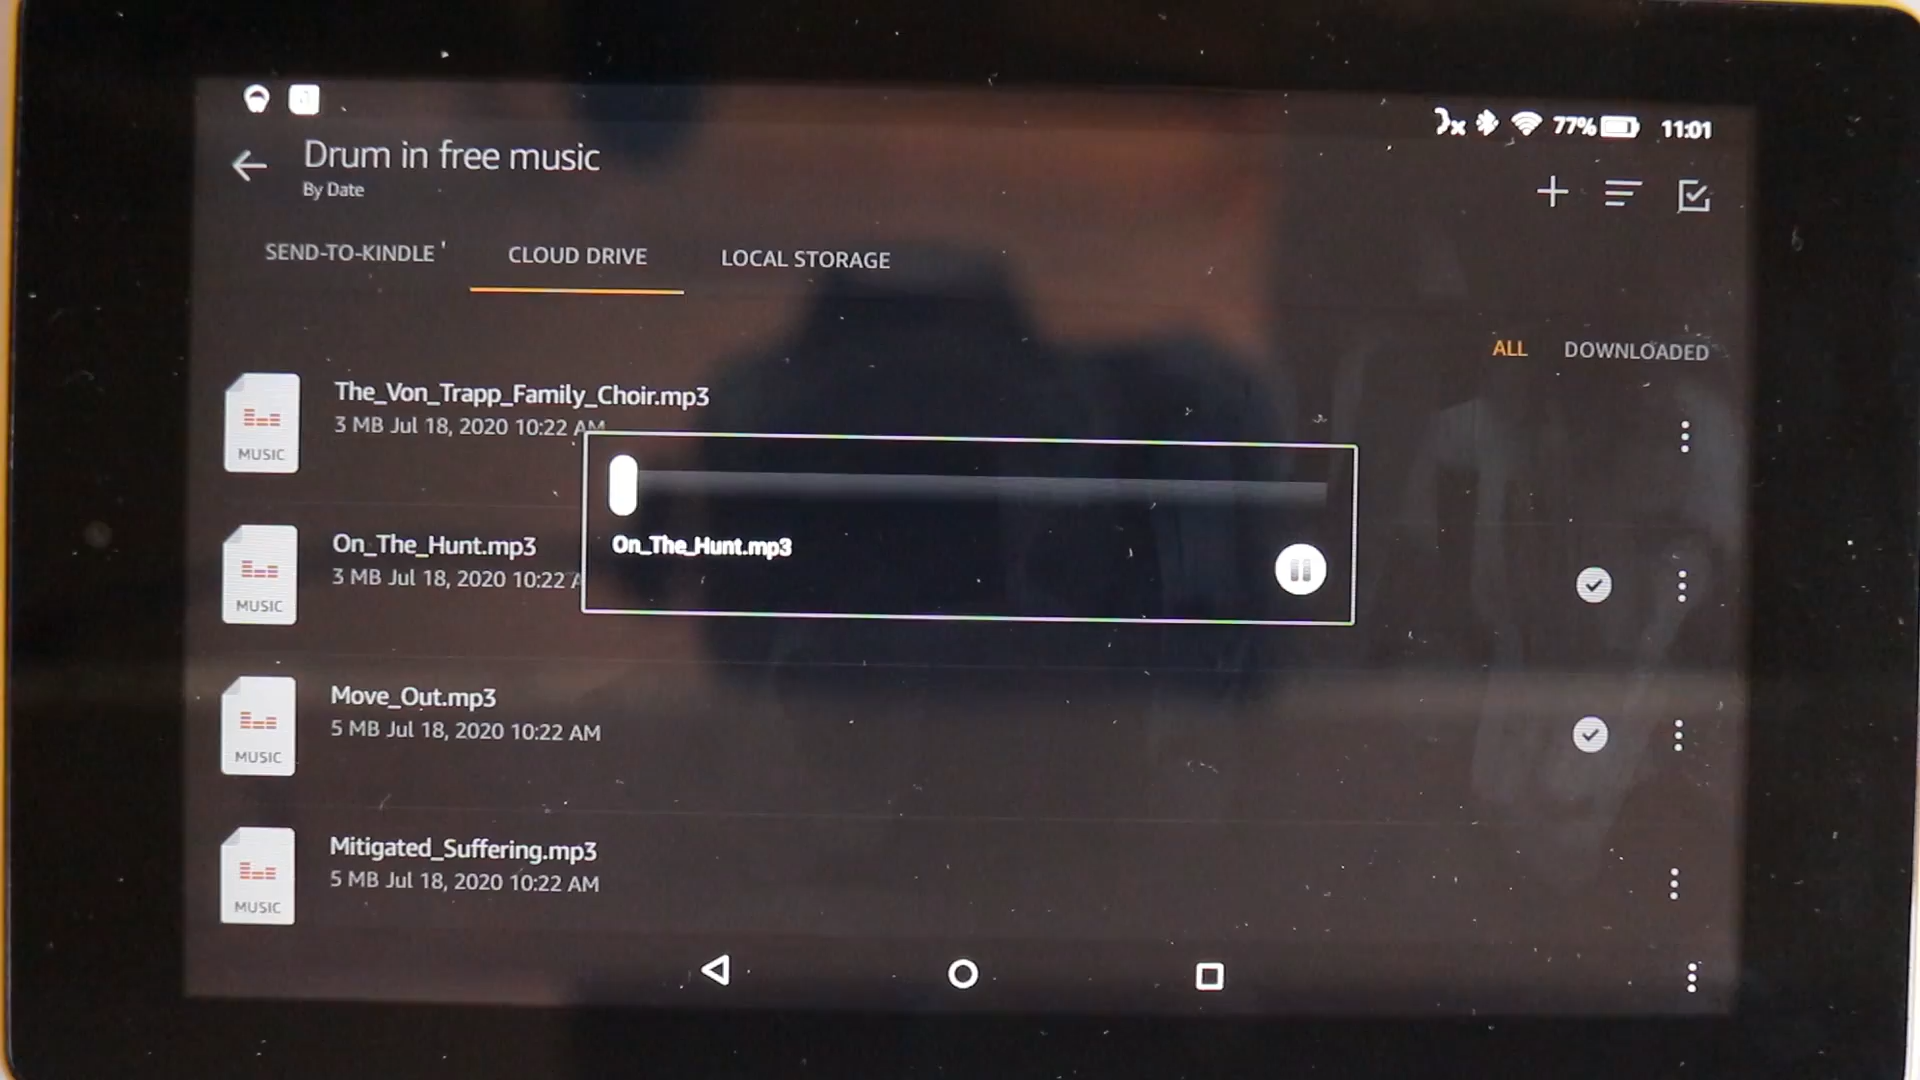 77% 11:01
Drum in free music
By Date
SEND-TO-KINDLE CLOUD DRIVE LOCAL STORAGE
ALL DOWNLOADED
The_Von_Trapp_Family_Choir.mp3
3 MB Jul 18, 2020 10:22 AM
MUSIC
On_The_Hunt.mp3
3 MB Jul 18, 2020 10:22
MUSIC
On_The_Hunt.mp3
Move_Out.mp3
5 MB Jul 18, 2020 10:22 AM
MUSIC
Mitigated_Suffering.mp3
5 MB Jul 18, 2020 10:22 AM
MUSIC